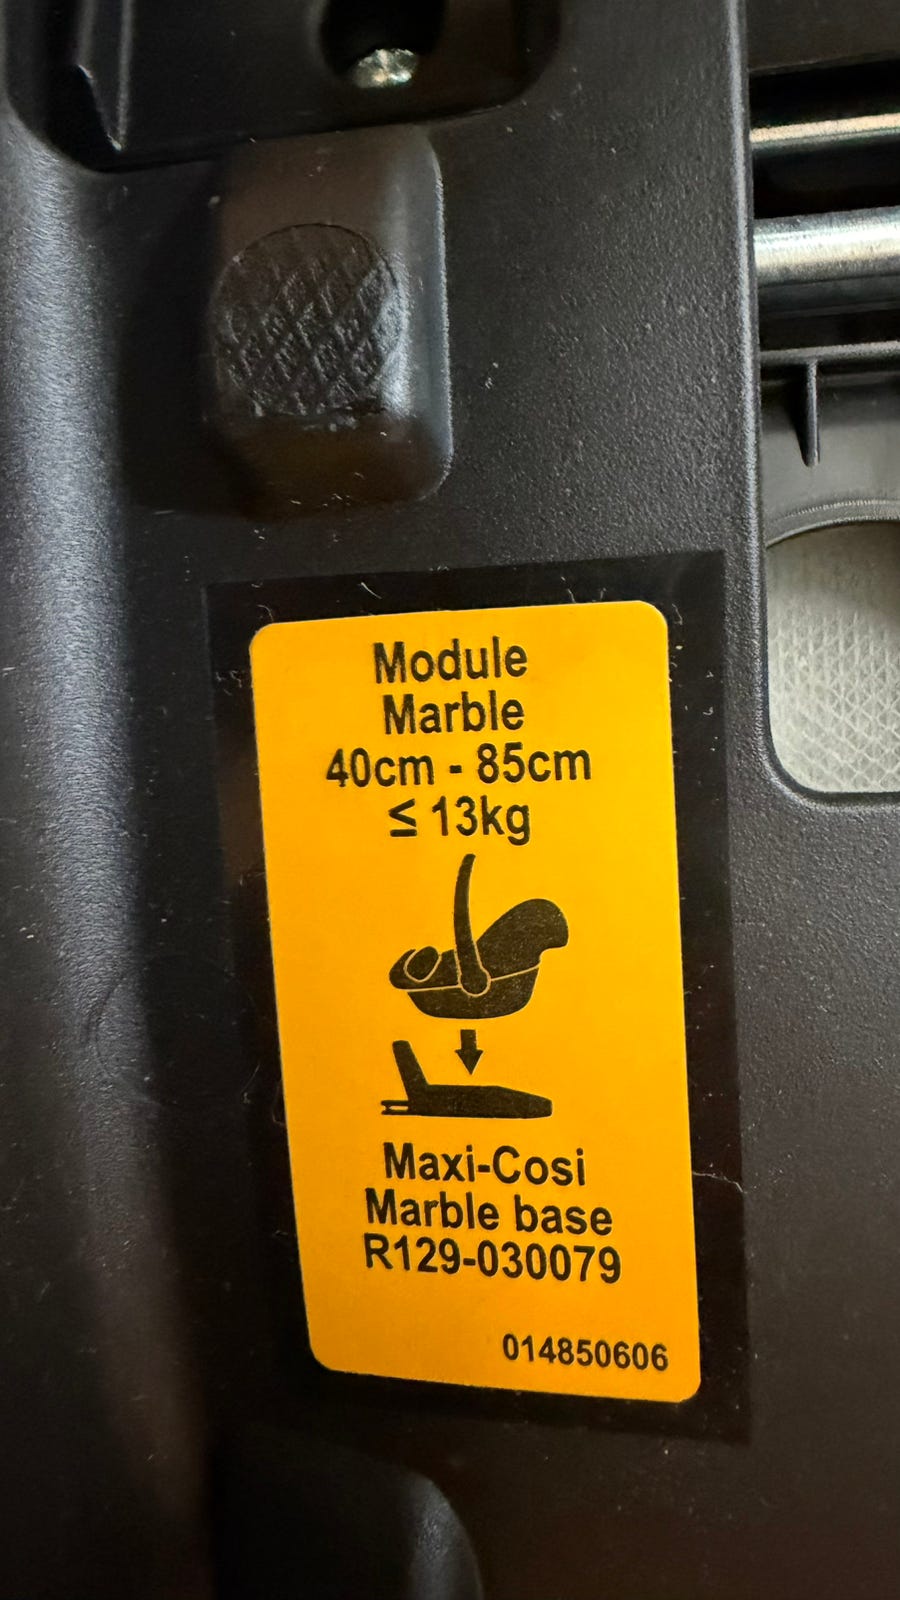 Module
Marble
40cm - 85cm
≤ 13kg
Maxi-Cosi
Marble base
R129-030079
014850606